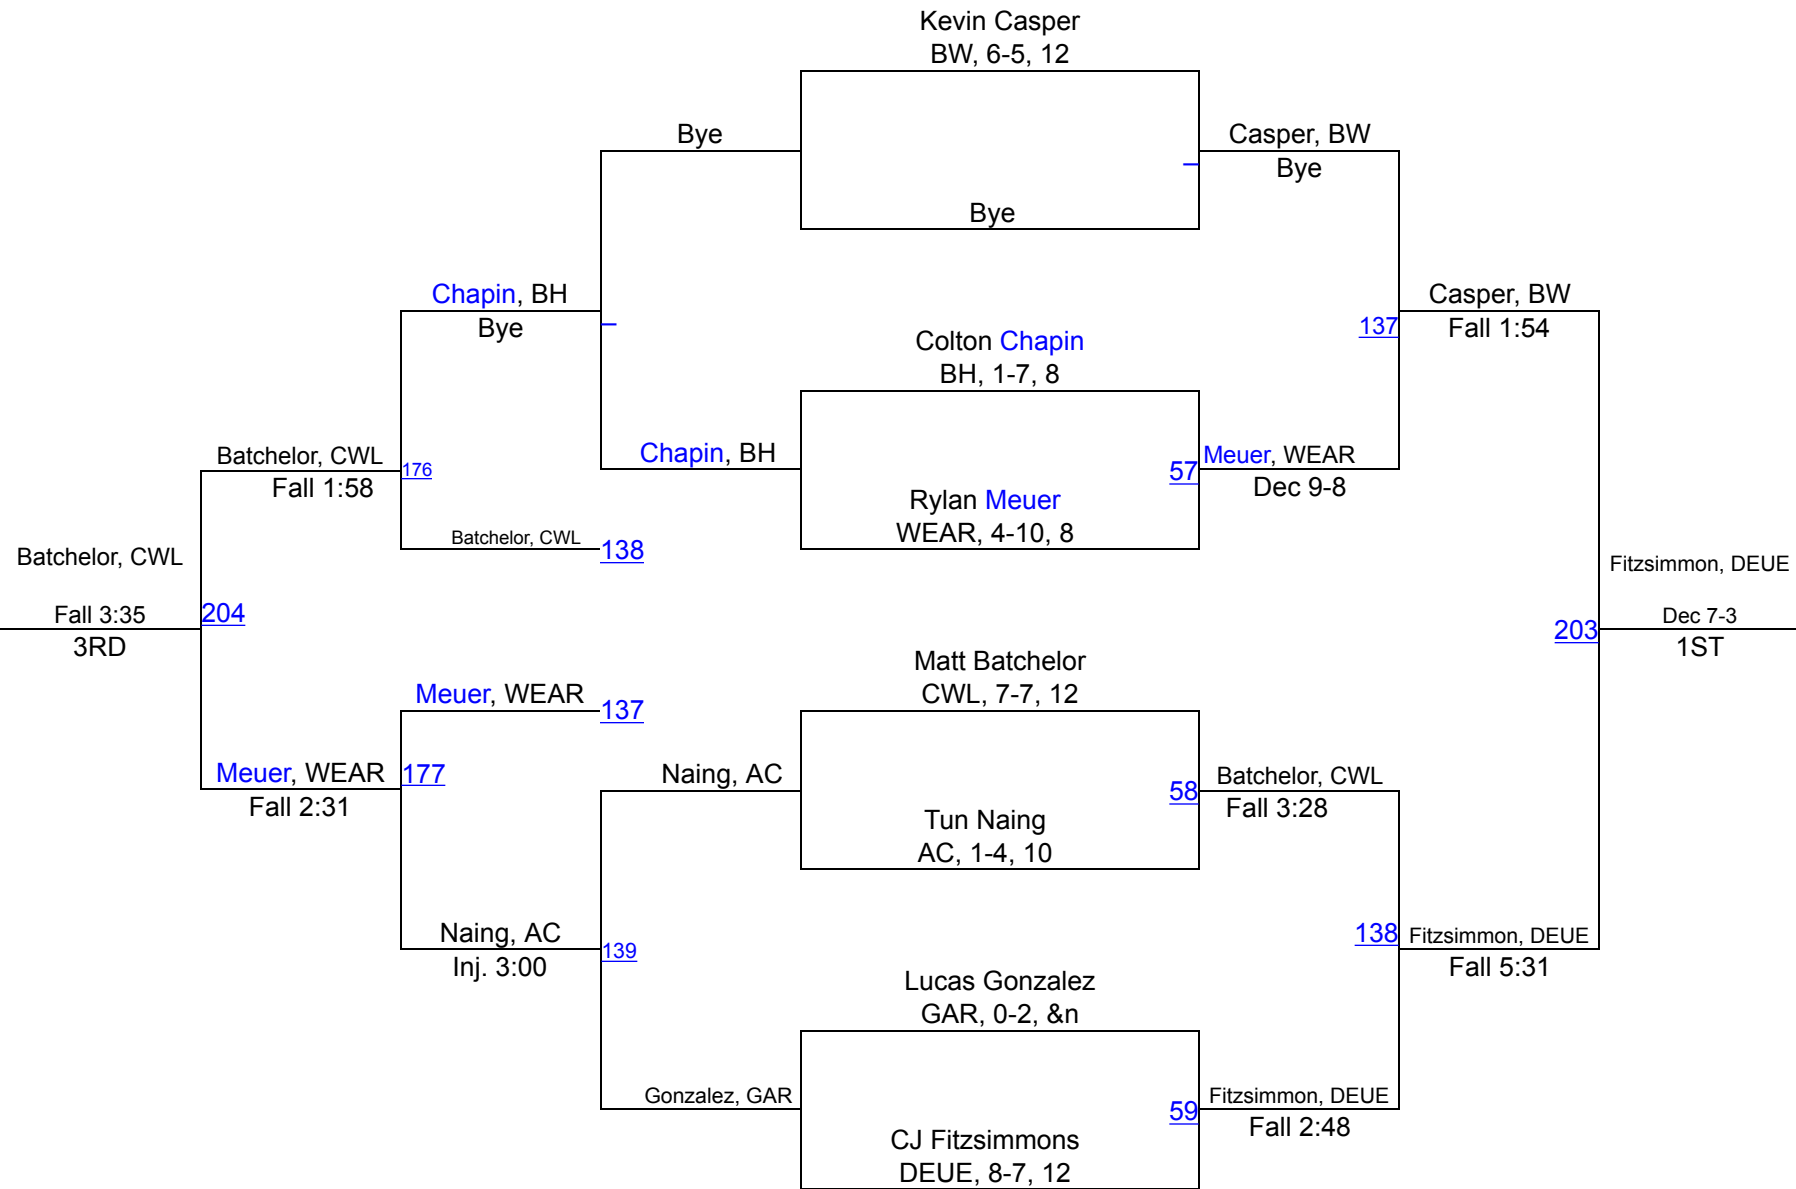 Kevin Casper
BW, 6-5, 12
Bye
Casper, BW
Bye
Bye
Chapin, BH
Bye
Casper, BW
137
Fall 1:54
Colton Chapin
BH, 1-7, 8
Batchelor, CWL
176
Fall 1:58
Chapin, BH
57
Meuer, WEAR
Dec 9-8
Rylan Meuer
WEAR, 4-10, 8
Batchelor, CWL
138
Batchelor, CWL
Fitzsimmon, DEUE
Fall 3:35
204
3RD
203
Dec 7-3
1ST
Matt Batchelor
CWL, 7-7, 12
Meuer, WEAR
137
Meuer, WEAR
177
Fall 2:31
Naing, AC
58
Batchelor, CWL
Fall 3:28
Tun Naing
AC, 1-4, 10
Naing, AC
139
Inj. 3:00
138
Fitzsimmon, DEUE
Fall 5:31
Lucas Gonzalez
GAR, 0-2, &n
Gonzalez, GAR
59
Fitzsimmon, DEUE
Fall 2:48
CJ Fitzsimmons
DEUE, 8-7, 12